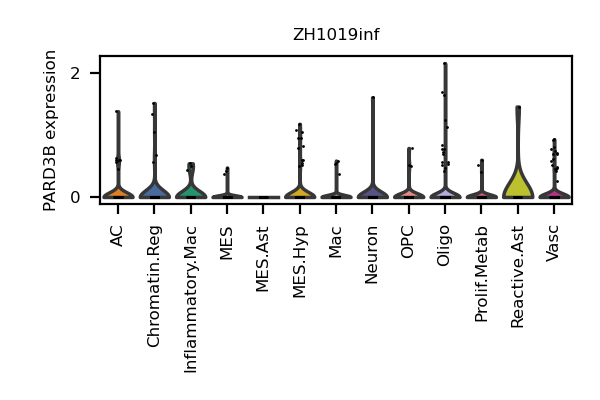 ZH1019inf
PARD3B expression
2
0
AC
Chromatin.Reg
Inflammatory.Mac
MES
MES.Ast
MES.Hyp
Mac
Neuron
OPC
Oligo
Prolif.Metab
Reactive.Ast
Vasc